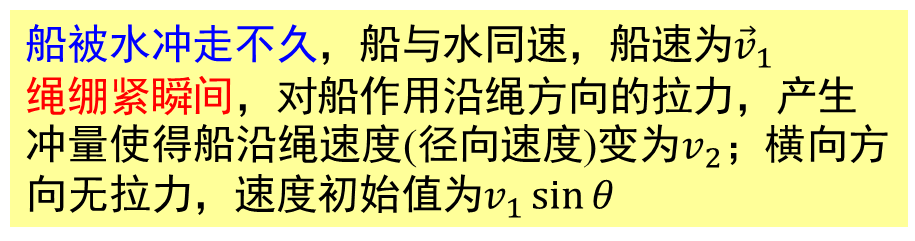 船被水冲走不久，船与水同速，船速为v⃗₁
绳绷紧瞬间，对船作用沿绳方向的拉力，产生
冲量使得船沿绳速度(径向速度)变为v₂；横向方
向无拉力，速度初始值为v₁ sin θ